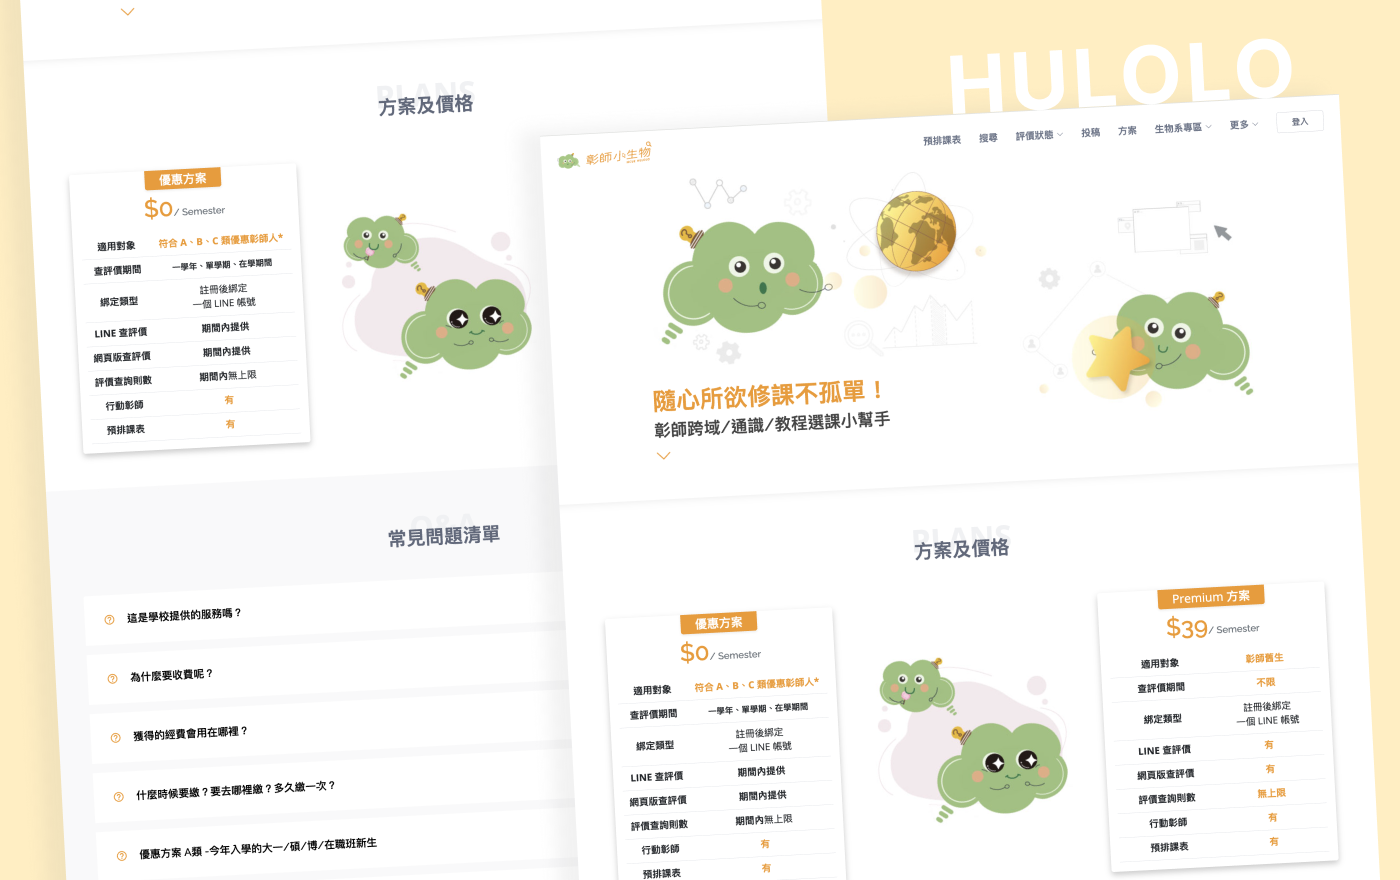 HULOLO
PLANS
方案及價格
優惠方案
$0/ Semester
適用對象 符合 A、B、C 類優惠彰師人*
查評價期間 一學年、單學期、在學期間
綁定類型 註冊後綁定
一個 LINE 帳號
LINE 查評價 期間內提供
網頁版查評價 期間內提供
評價查詢則數 期間內無上限
行動彰師 有
預排課表 有
Q&A
常見問題清單
這是學校提供的服務嗎？
為什麼要收費呢？
獲得的經費會用在哪裡？
什麼時候要繳？要去哪裡繳？多久繳一次？
優惠方案 A類 -今年入學的大一/碩/博/在職班新生
彰師小生物
預排課表 搜尋 評價狀態 投稿 方案 生物系專區 更多 登入
隨心所欲修課不孤單！
彰師跨域/通識/教程選課小幫手
PLANS
方案及價格
優惠方案
$0/ Semester
適用對象 符合 A、B、C 類優惠彰師人*
查評價期間 一學年、單學期、在學期間
綁定類型 註冊後綁定
一個 LINE 帳號
LINE 查評價 期間內提供
網頁版查評價 期間內提供
評價查詢則數 期間內無上限
行動彰師 有
預排課表 有
Premium 方案
$39/ Semester
適用對象 彰師舊生
查評價期間 不限
綁定類型 註冊後綁定
一個 LINE 帳號
LINE 查評價 有
網頁版查評價 有
評價查詢則數 無上限
行動彰師 有
預排課表 有